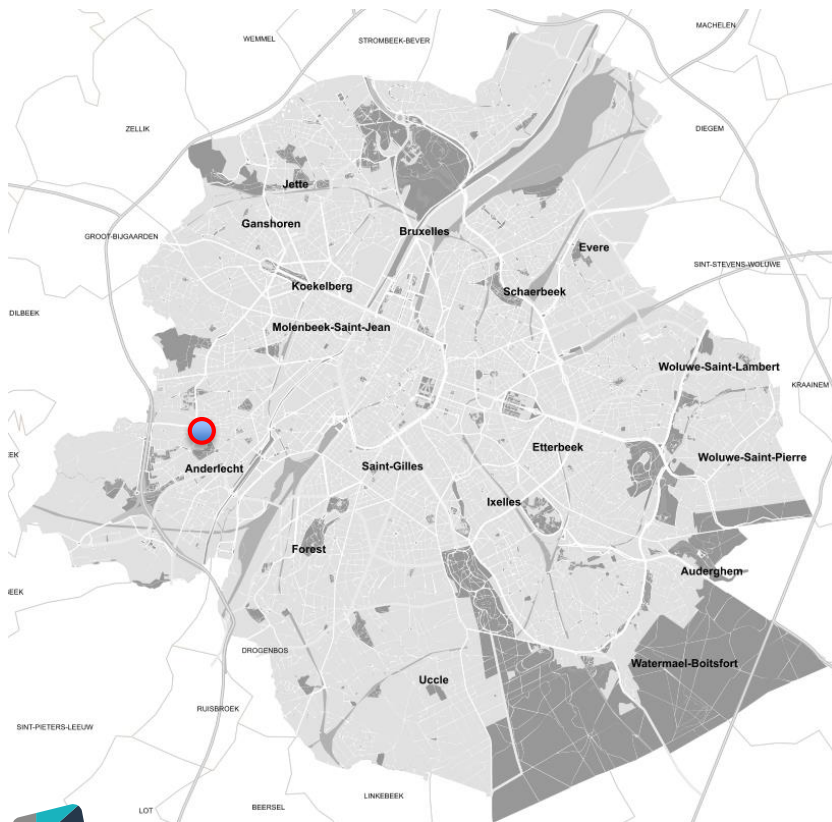 MACHELEN
WEMMEL
STROMBEEK-BEVER
ZELLIK
DIEGEM
Jette
Ganshoren
Bruxelles
GROOT-BIJGAARDEN
Evere
SINT-STEVENS-WOLUWE
Koekelberg
Schaerbeek
DILBEEK
Molenbeek-Saint-Jean
Woluwe-Saint-Lambert
KRAAINEM
Etterbeek
EK
Woluwe-Saint-Pierre
Anderlecht
Saint-Gilles
Ixelles
Forest
Auderghem
EEK
DROGENBOS
Watermael-Boitsfort
Uccle
RUISBROEK
SINT-PIETERS-LEEUW
LINKEBEEK
BEERSEL
LOT